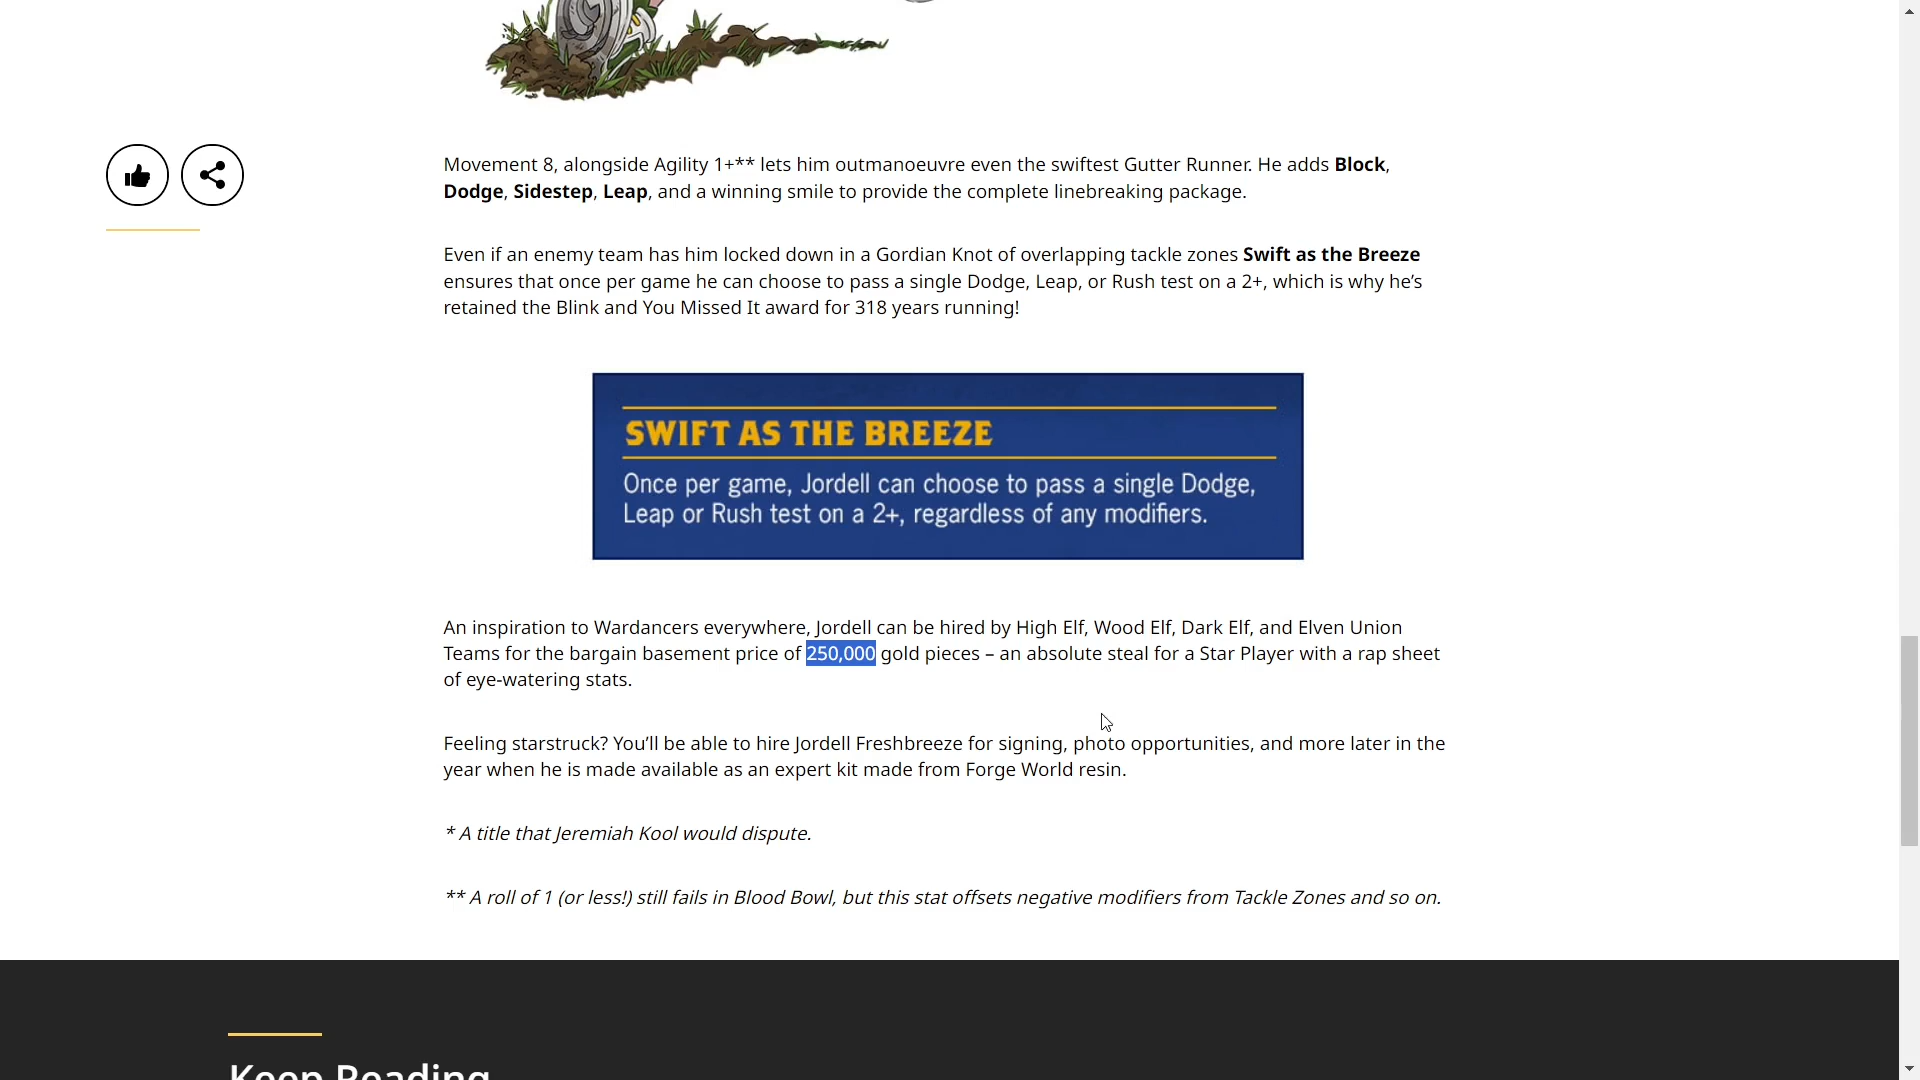 Movement 8, alongside Agility 1+** lets him outmanoeuvre even the swiftest Gutter Runner. He adds Block,
Dodge, Sidestep, Leap, and a winning smile to provide the complete linebreaking package.
Even if an enemy team has him locked down in a Gordian Knot of overlapping tackle zones Swift as the Breeze
ensures that once per game he can choose to pass a single Dodge, Leap, or Rush test on a 2+, which is why he’s
retained the Blink and You Missed It award for 318 years running!
SWIFT AS THE BREEZE
Once per game, Jordell can choose to pass a single Dodge,
Leap or Rush test on a 2+, regardless of any modifiers.
An inspiration to Wardancers everywhere, Jordell can be hired by High Elf, Wood Elf, Dark Elf, and Elven Union
Teams for the bargain basement price of 250,000 gold pieces – an absolute steal for a Star Player with a rap sheet
of eye-watering stats.
Feeling starstruck? You’ll be able to hire Jordell Freshbreeze for signing, photo opportunities, and more later in the
year when he is made available as an expert kit made from Forge World resin.
* A title that Jeremiah Kool would dispute.
** A roll of 1 (or less!) still fails in Blood Bowl, but this stat offsets negative modifiers from Tackle Zones and so on.
Keep Reading